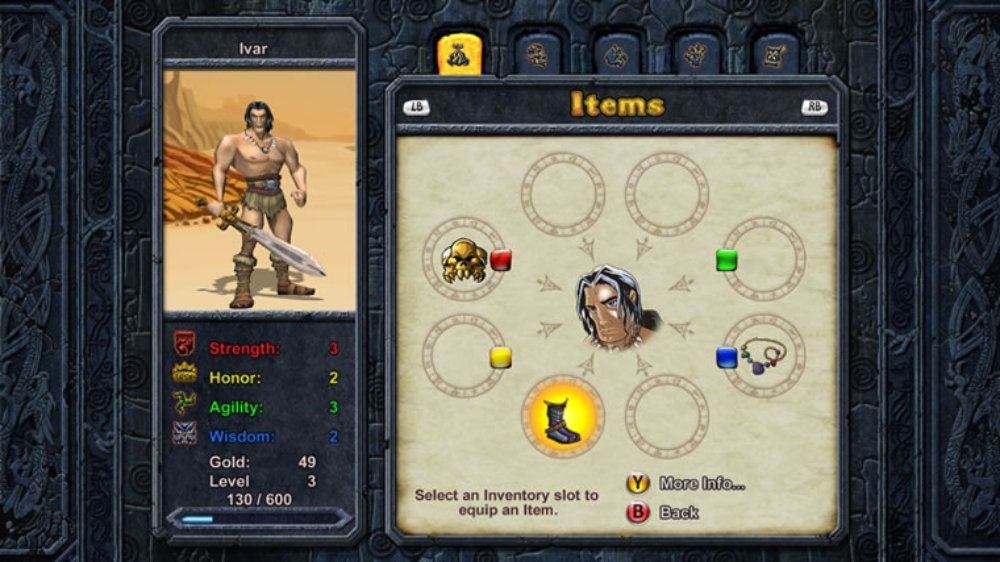 Ivar
Strength: 3
Honor: 2
Agility: 3
Wisdom: 2
Gold: 49
Level 3
130 / 600
LB
Items
RB
Select an Inventory slot to
equip an Item.
Y More Info...
B Back